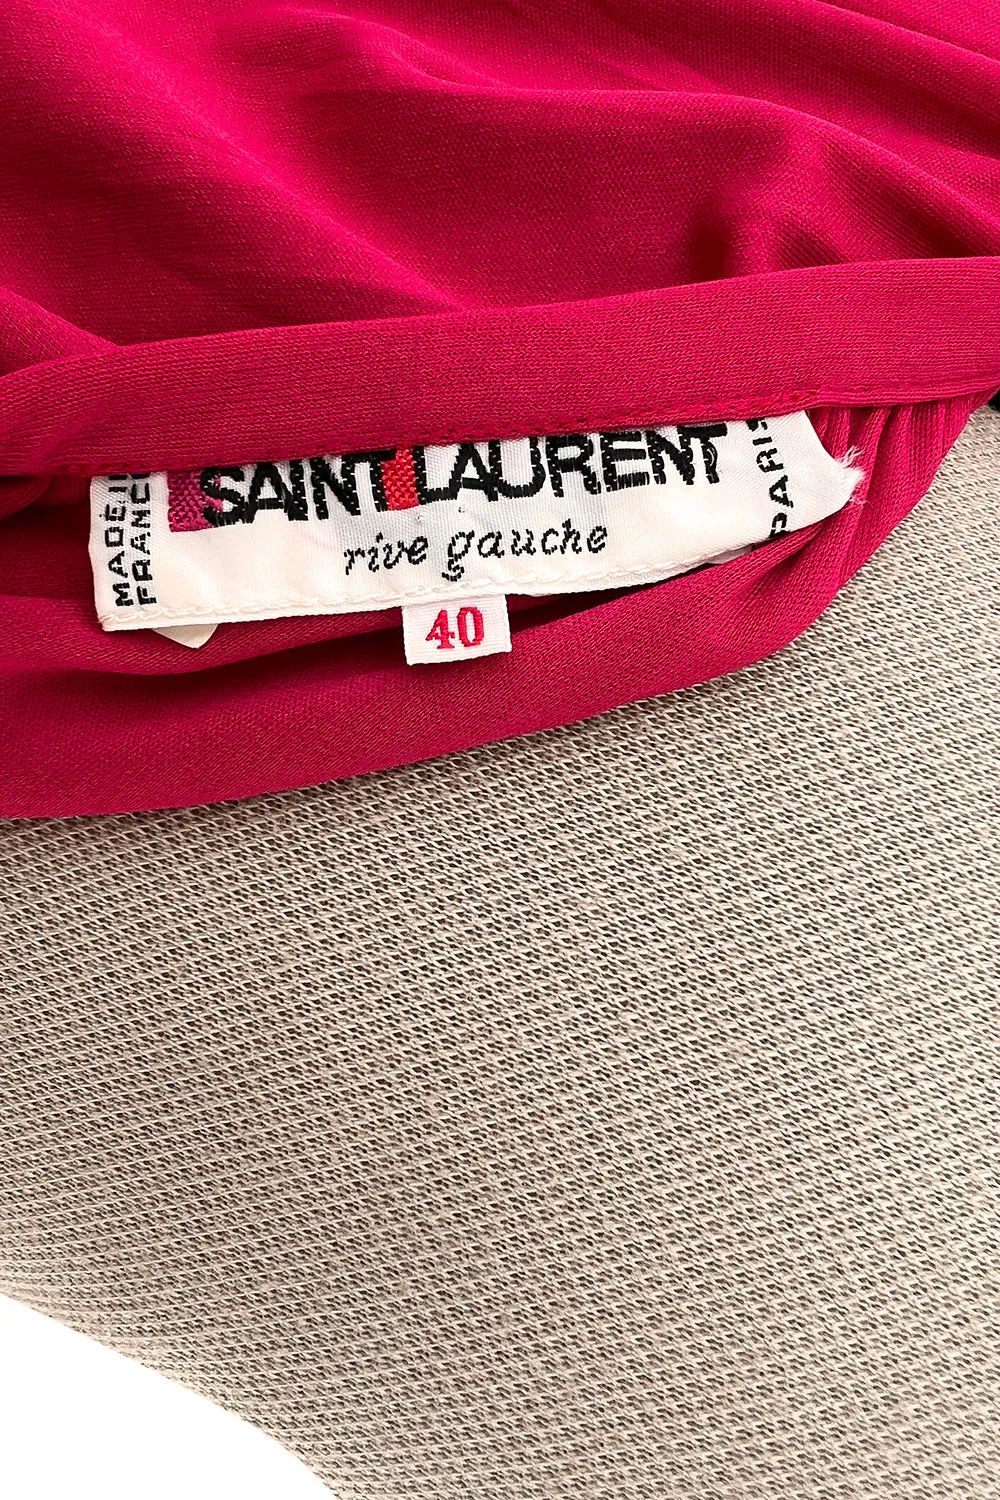 SAINT LAURENT
rive gauche
MADE IN
FRANCE
PARIS
40